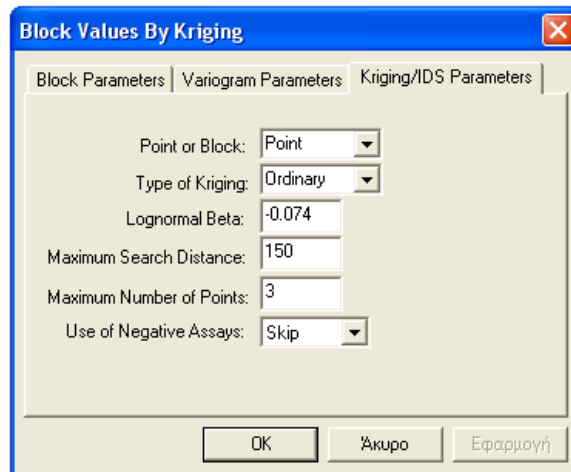 Block Values By Kriging
Block Parameters Variogram Parameters Kriging/IDS Parameters
Point or Block: Point
Type of Kriging: Ordinary
Lognormal Beta: -0.074
Maximum Search Distance: 150
Maximum Number of Points: 3
Use of Negative Assays: Skip
OK Άκυρο Εφαρμογή